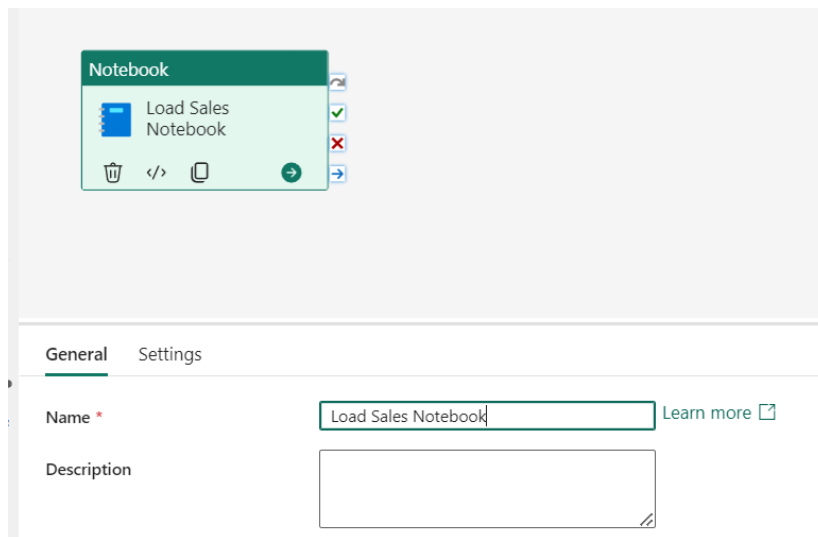 Notebook
Load Sales
Notebook
</>
General Settings
Name * Load Sales Notebook Learn more
Description